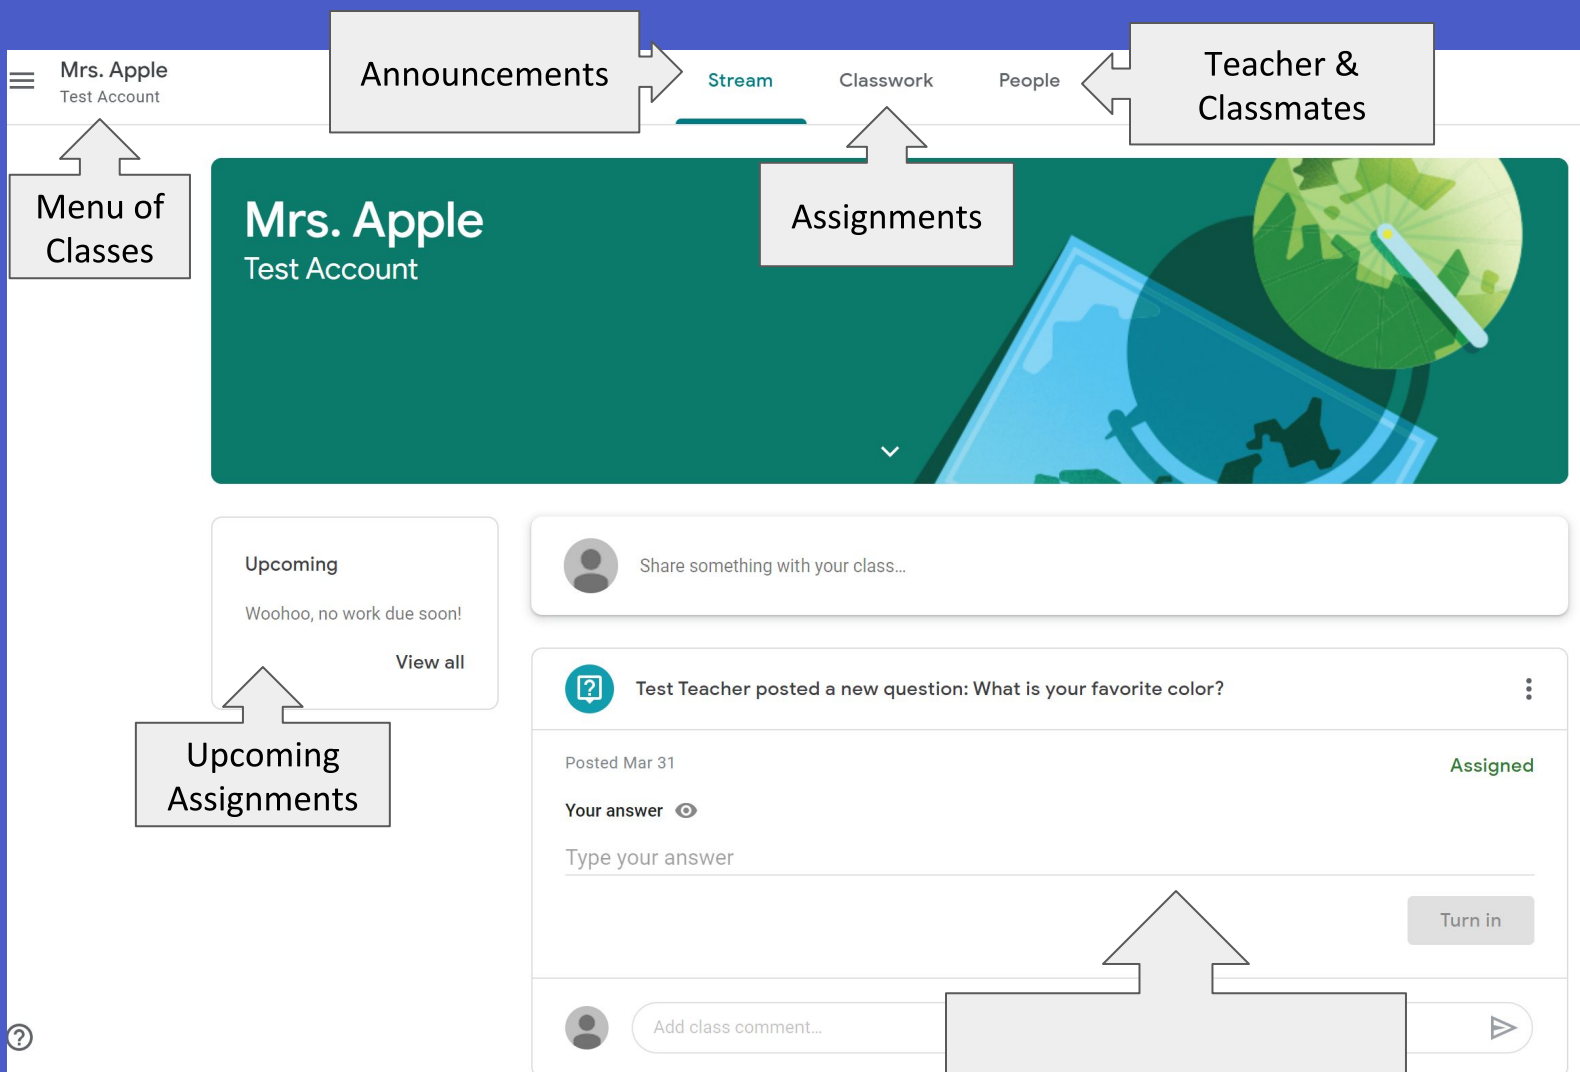 Mrs. Apple
Test Account
Announcements
Stream
Classwork
People
Teacher &
Classmates
Menu of
Classes
Mrs. Apple
Test Account
Assignments
Upcoming
Woohoo, no work due soon!
View all
Upcoming
Assignments
Share something with your class...
Test Teacher posted a new question: What is your favorite color?
Posted Mar 31
Assigned
Your answer
Type your answer
Turn in
Add class comment...